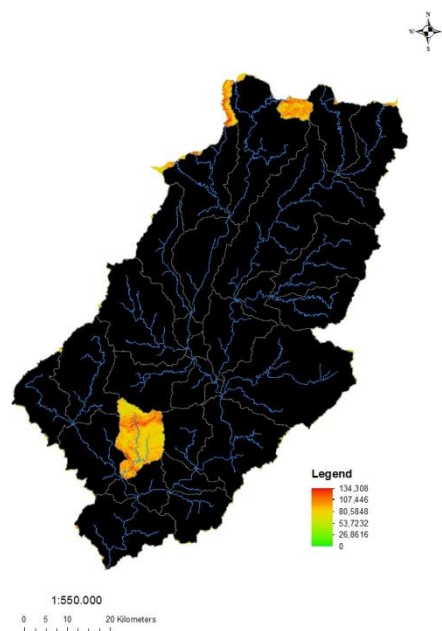 N
W
E
S
Legend
134,308
107,446
80,5848
53,7232
26,8616
0
1:550.000
0 5 10 20 Kilometers